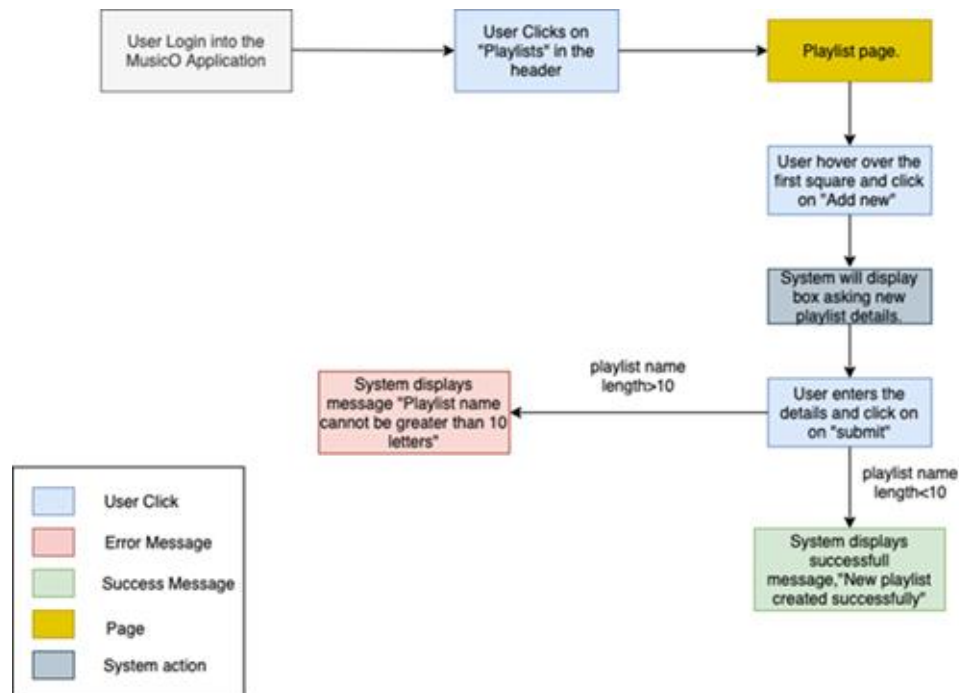 User Login into the
MusicO Application
User Clicks on
"Playlists" in the
header
Playlist page.
User hover over the
first square and click
on "Add new"
System will display
box asking new
playlist details.
playlist name
length>10
System displays
message "Playlist name
cannot be greater than 10
letters"
User enters the
details and click on
on "submit"
playlist name
length<10
System displays
successfull
message,"New playlist
created successfully"
User Click
Error Message
Success Message
Page
System action